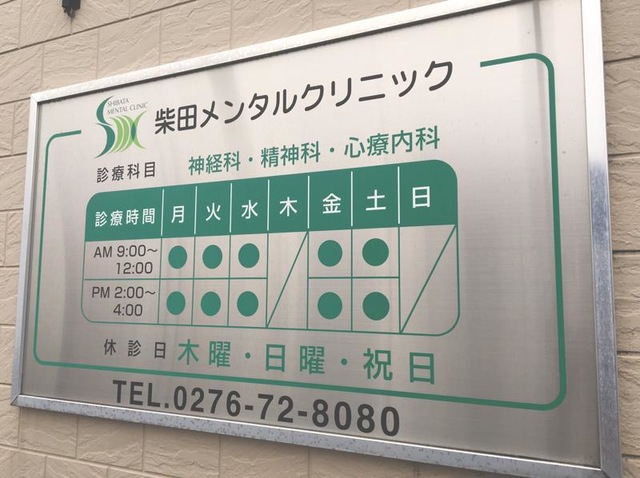 SHIBATA
MENTAL CLINIC
柴田メンタルクリニック
診療科目 神経科・精神科・心療内科
診療時間 月 火 水 木 金 土 日
AM 9:00〜 12:00 ● ● ● ● ●
PM 2:00〜 4:00 ● ● ● ● ●
休診日 木曜・日曜・祝日
TEL.0276-72-8080